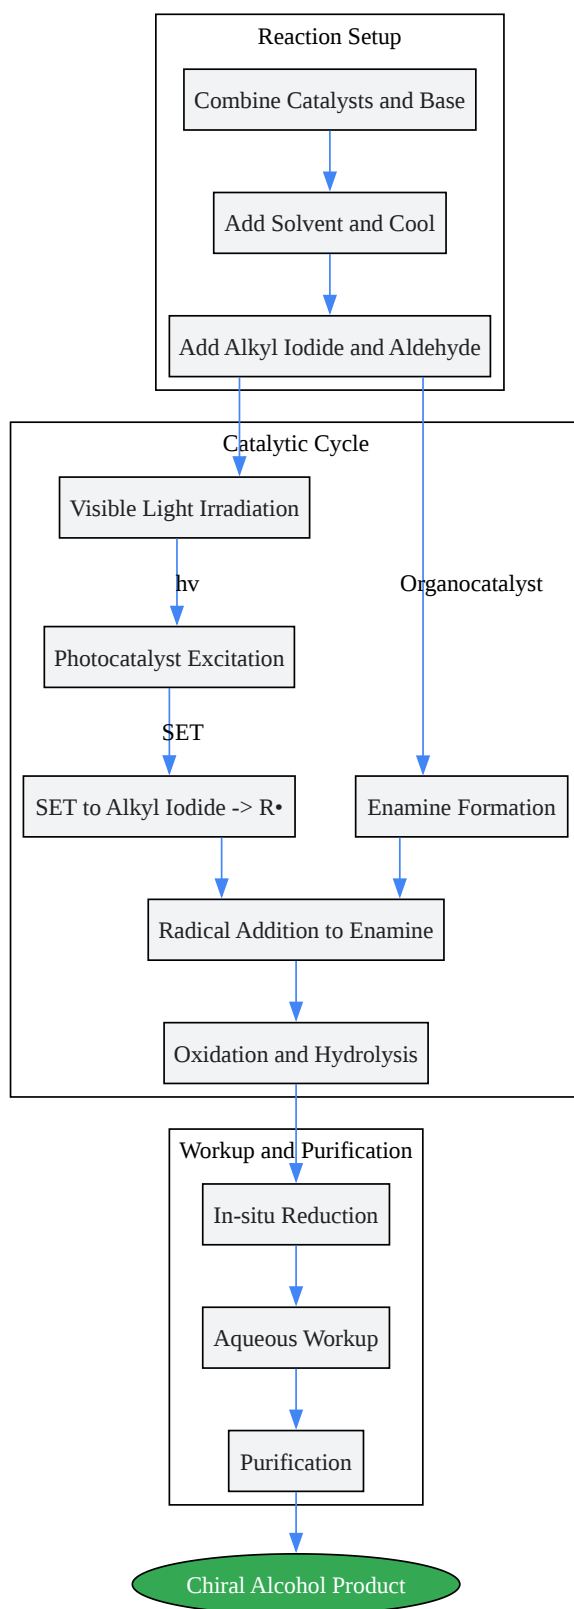 Reaction Setup
Combine Catalysts and Base
Add Solvent and Cool
Add Alkyl Iodide and Aldehyde
Catalytic Cycle
Visible Light Irradiation
hv
Organocatalyst
Photocatalyst Excitation
SET
SET to Alkyl Iodide -> R•
Enamine Formation
Radical Addition to Enamine
Oxidation and Hydrolysis
Workup and Purification
In-situ Reduction
Aqueous Workup
Purification
Chiral Alcohol Product